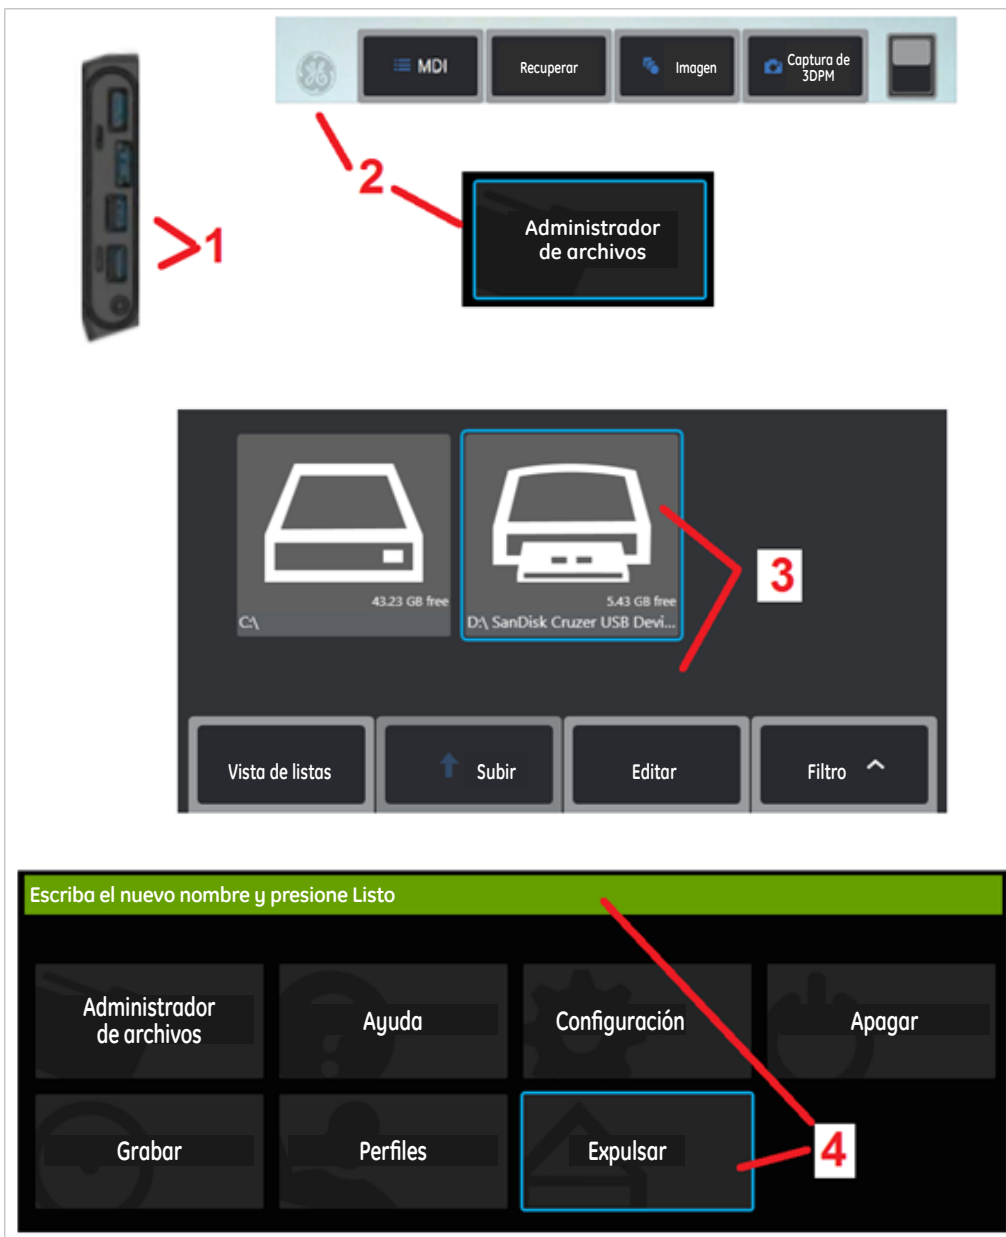 MDI
Recuperar
Imagen
Captura de
3DPM
2
Administrador
de archivos
1
43.23 GB free
C:\
5.43 GB free
D:\ SanDisk Cruzer USB Devi...
3
Vista de listas
Subir
Editar
Filtro
Escriba el nuevo nombre y presione Listo
Administrador
de archivos
Ayuda
Configuración
Apagar
Grabar
Perfiles
Expulsar
4